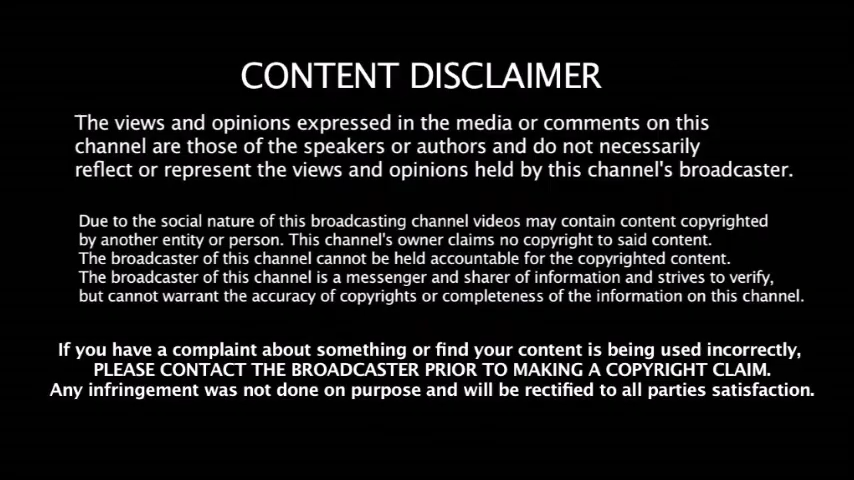 CONTENT DISCLAIMER
The views and opinions expressed in the media or comments on this
channel are those of the speakers or authors and do not necessarily
reflect or represent the views and opinions held by this channel's broadcaster.
Due to the social nature of this broadcasting channel videos may contain content copyrighted
by another entity or person. This channel's owner claims no copyright to said content.
The broadcaster of this channel cannot be held accountable for the copyrighted content.
The broadcaster of this channel is a messenger and sharer of information and strives to verify,
but cannot warrant the accuracy of copyrights or completeness of the information on this channel.
If you have a complaint about something or find your content is being used incorrectly,
PLEASE CONTACT THE BROADCASTER PRIOR TO MAKING A COPYRIGHT CLAIM.
Any infringement was not done on purpose and will be rectified to all parties satisfaction.